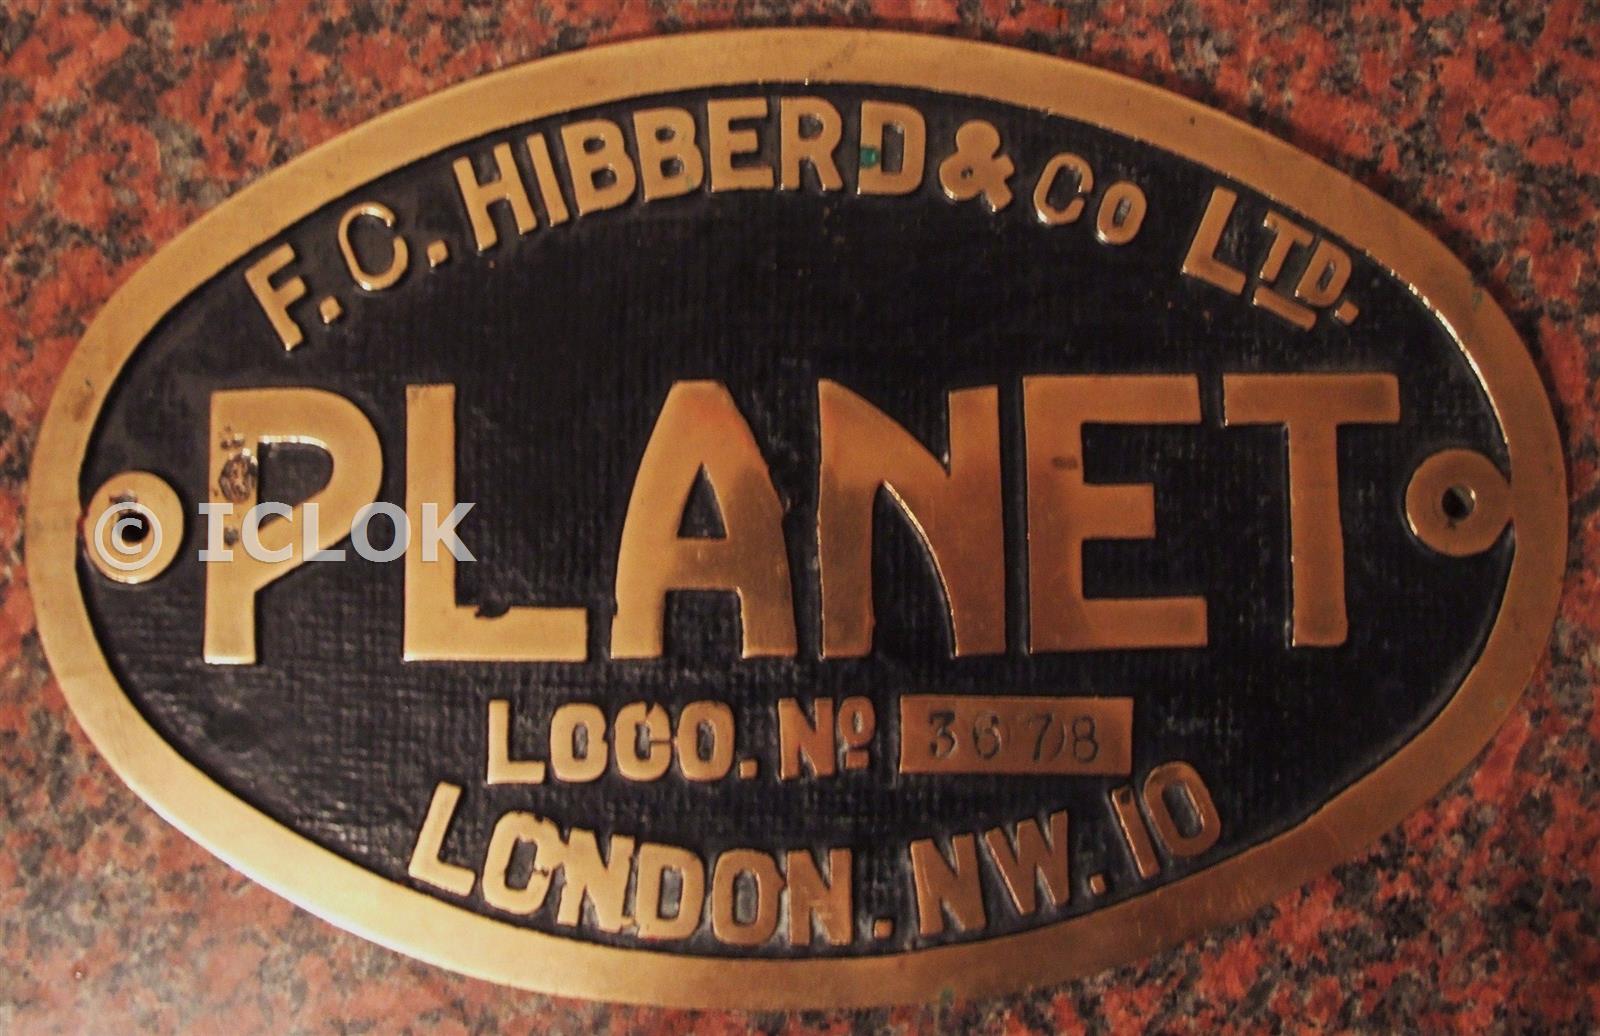 F. C. HIBBERD & Co LTD.
PLANET
© ICLOK
LOCO. No 3678
LONDON. NW. 10